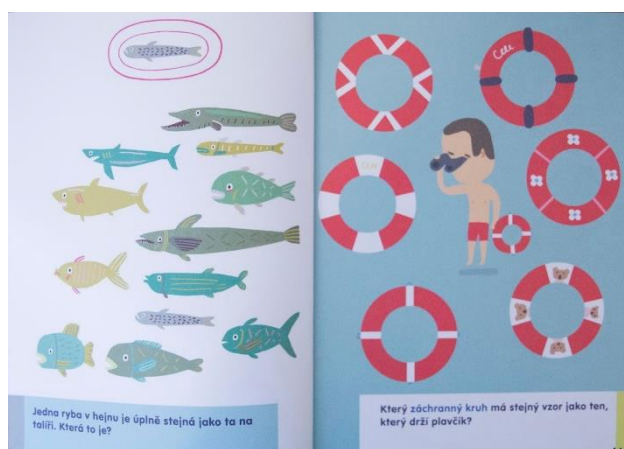 Jedna ryba v hejnu je úplně stejná jako ta na
talíři. Která to je?
Který záchranný kruh má stejný vzor jako ten,
který drží plavčík?